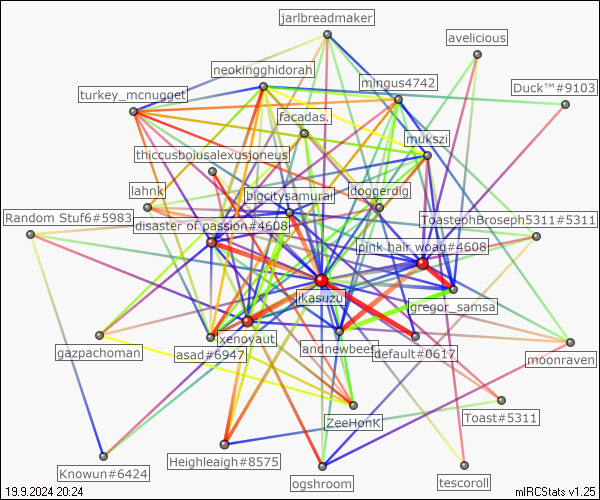 jarlbreadmaker
avelicious
neokingghidorah
mingus4742
Duck™#9103
turkey_mcnugget
facadas.
mukszi
thiccusboiusalexusjoneus
lahnk
bigcitysamurai
doggerdig
Random Stuf6#5983
ToastephBroseph5311#5311
disaster of passion#4608
pink hair woag#4608
ikasuzu
gregor_samsa
xenoyaut
gazpachoman
asad#6947
andnewbees
default#0617
moonraven
ZeeHonK
Toast#5311
Heighleaigh#8575
Knowun#6424
ogshroom
tescoroll
19.9.2024 20:24
mIRCStats v1.25